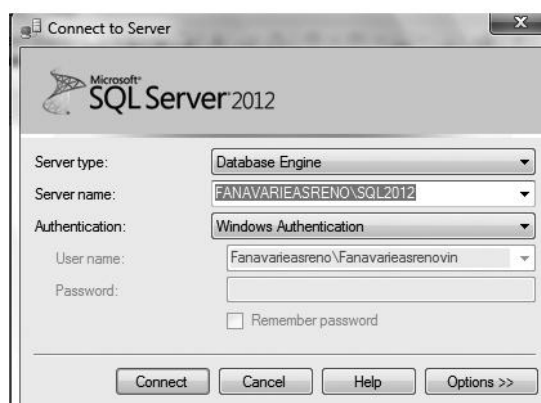 Connect to Server
Microsoft
SQL Server 2012
Server type: Database Engine
Server name: FANAVARIEASRENO\SQL2012
Authentication: Windows Authentication
User name: Fanavarieasreno\Fanavarieasrenovin
Password:
Remember password
Connect Cancel Help Options >>